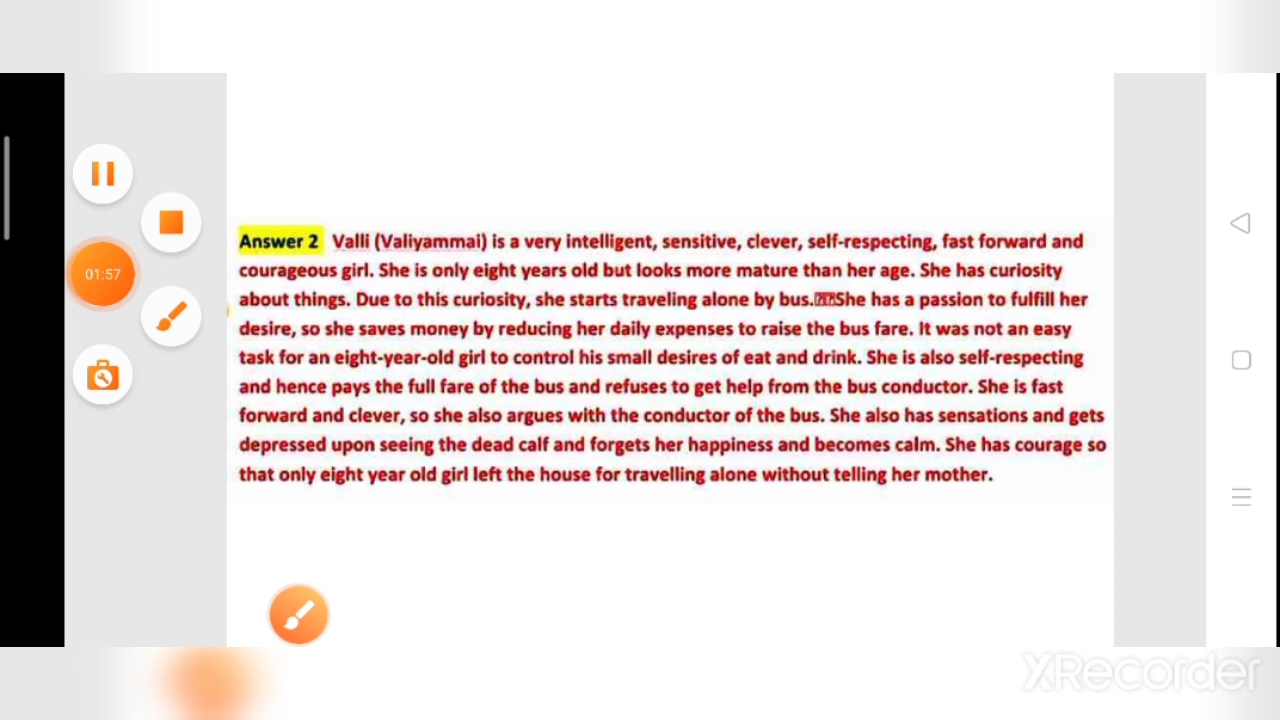 Answer 2 Valli (Valiyammai) is a very intelligent, sensitive, clever, self-respecting, fast forward and
courageous girl. She is only eight years old but looks more mature than her age. She has curiosity
about things. Due to this curiosity, she starts traveling alone by bus.She has a passion to fulfill her
desire, so she saves money by reducing her daily expenses to raise the bus fare. It was not an easy
task for an eight-year-old girl to control his small desires of eat and drink. She is also self-respecting
and hence pays the full fare of the bus and refuses to get help from the bus conductor. She is fast
forward and clever, so she also argues with the conductor of the bus. She also has sensations and gets
depressed upon seeing the dead calf and forgets her happiness and becomes calm. She has courage so
that only eight year old girl left the house for travelling alone without telling her mother.
01:57
XRecorder